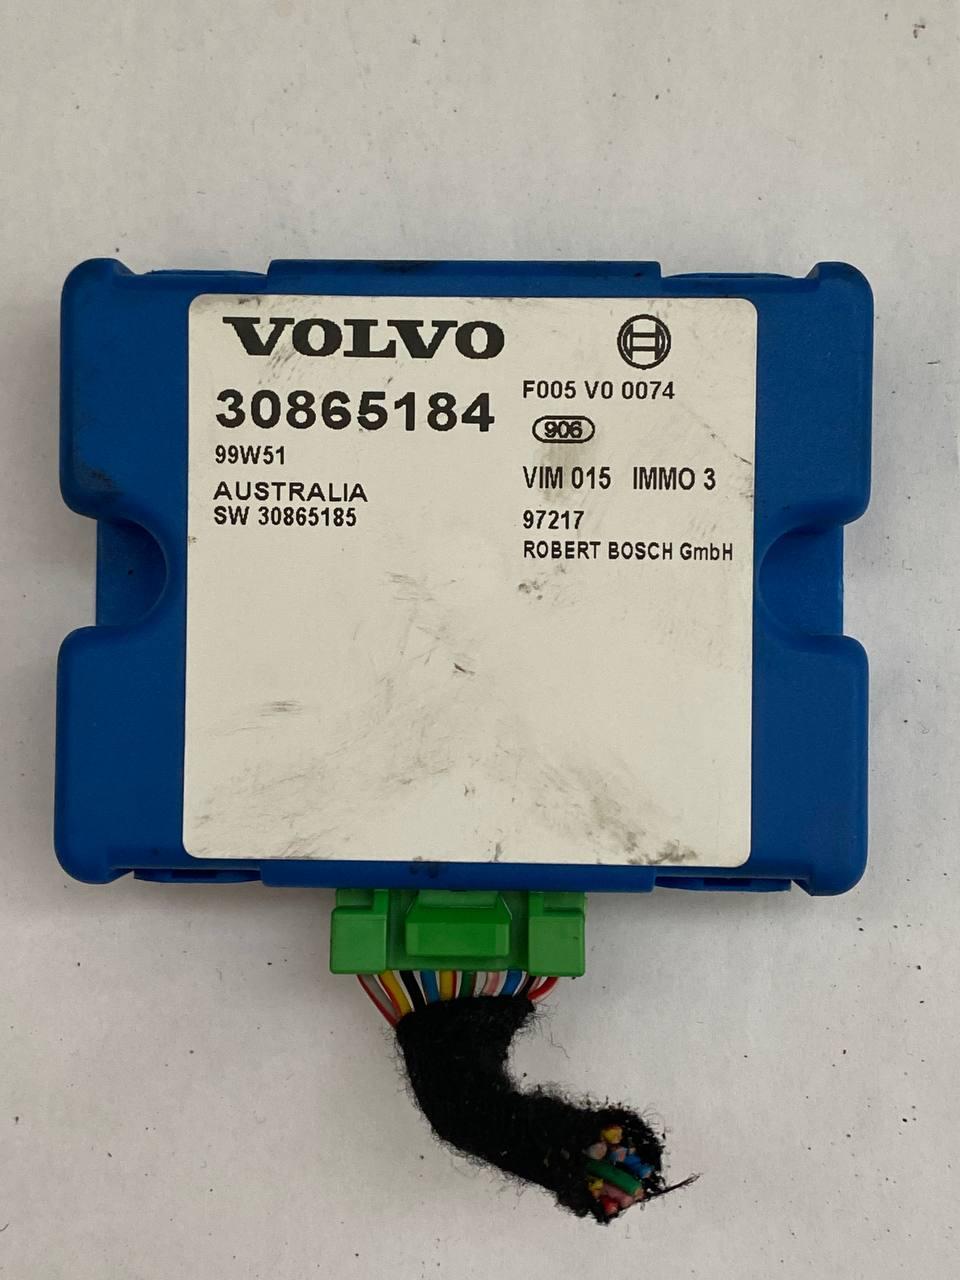 VOLVO
30865184
99W51
AUSTRALIA
SW 30865185
F005 V0 0074
906
VIM 015 IMMO 3
97217
ROBERT BOSCH GmbH